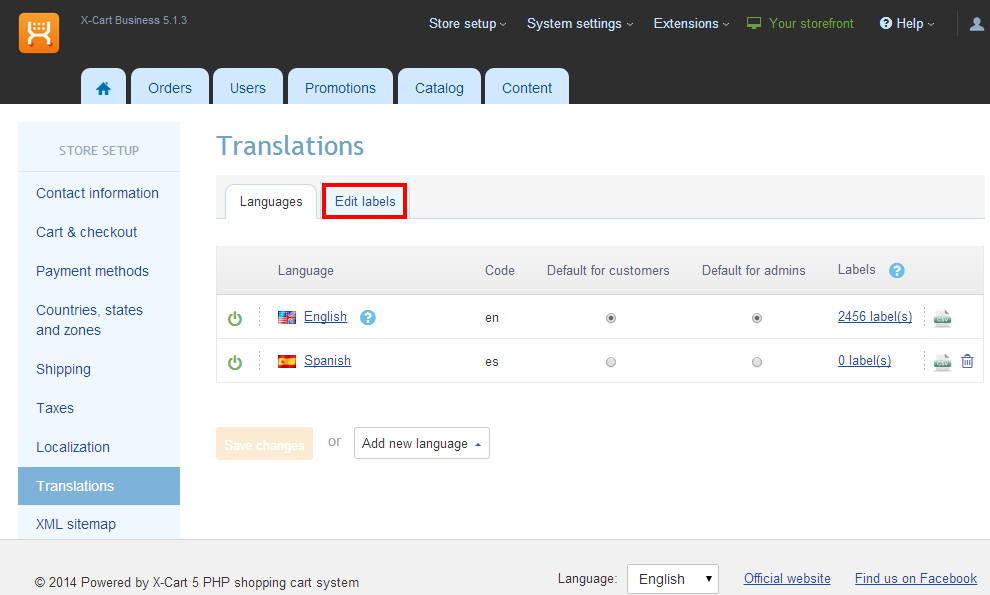 X-Cart Business 5.1.3
Store setup
System settings
Extensions
Your storefront
Help
Orders
Users
Promotions
Catalog
Content
STORE SETUP
Contact information
Cart & checkout
Payment methods
Countries, states
and zones
Shipping
Taxes
Localization
Translations
XML sitemap
Translations
Languages
Edit labels
Language
Code
Default for customers
Default for admins
Labels
?
English
?
en
2456 label(s)
CSV
Spanish
es
0 label(s)
CSV
Save changes
or
Add new language
© 2014 Powered by X-Cart 5 PHP shopping cart system
Language:
English
Official website
Find us on Facebook